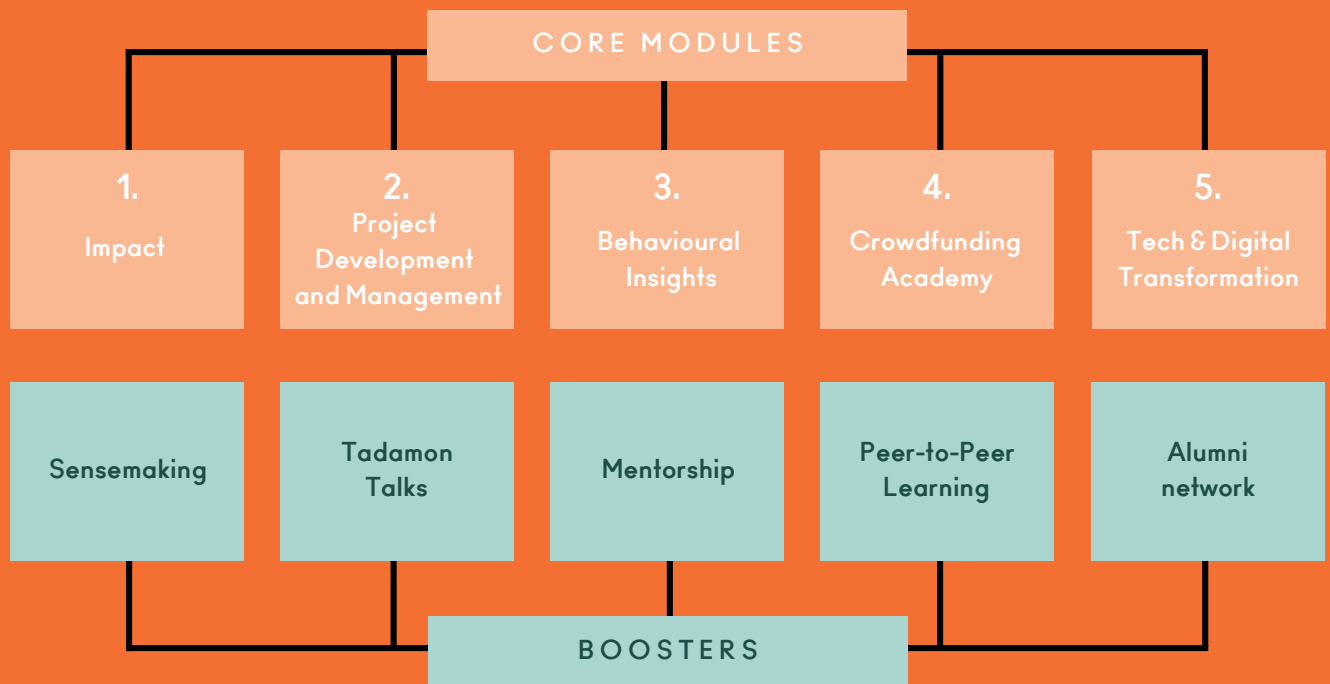 CORE MODULES
1.
Impact
2.
Project
Development
and Management
3.
Behavioural
Insights
4.
Crowdfunding
Academy
5.
Tech & Digital
Transformation
Sensemaking
Tadamon
Talks
Mentorship
Peer-to-Peer
Learning
Alumni
network
BOOSTERS